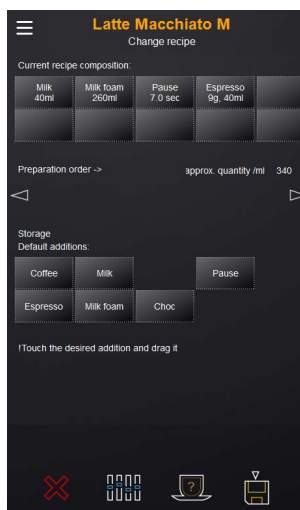 Latte Macchiato M
Change recipe
Current recipe composition:
Milk Milk foam Pause Espresso
40ml 260ml 7.0 sec 9g, 40ml
Preparation order -> approx. quantity /ml 340
Storage
Default additions:
Coffee Milk Pause
Espresso Milk foam Choc
!Touch the desired addition and drag it
?